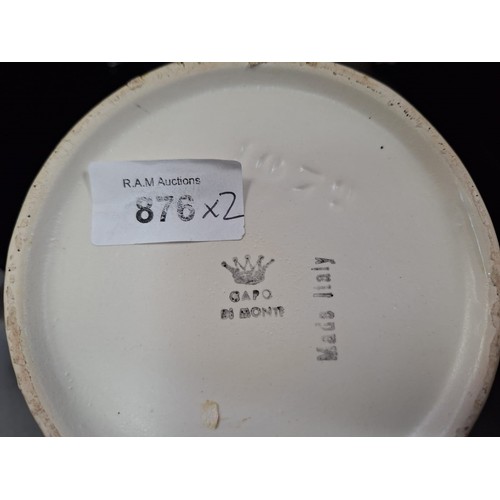 R.A.M Auctions
876 x2
CAPO
DI MONTE
Made Italy